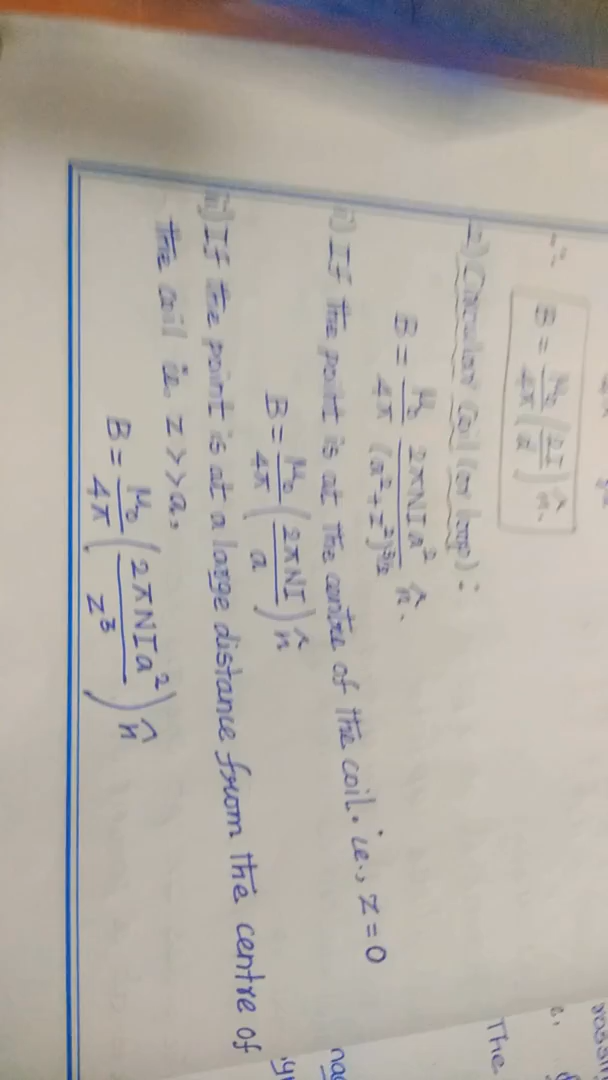 ∴ B = μ₀/4π (2I/a) n̂.
⇒ Circular Coil (or loop):
B = μ₀/4π 2πNIa²/(a²+z²)^3/2 n̂.
i) If the point is at the centre of the coil. i.e., z = 0
B = μ₀/4π (2πNI/a) n̂
ii) If the point is at a large distance from the centre of
the coil ie. z >> a,
B = μ₀/4π (2πNIa²/z³) n̂
The